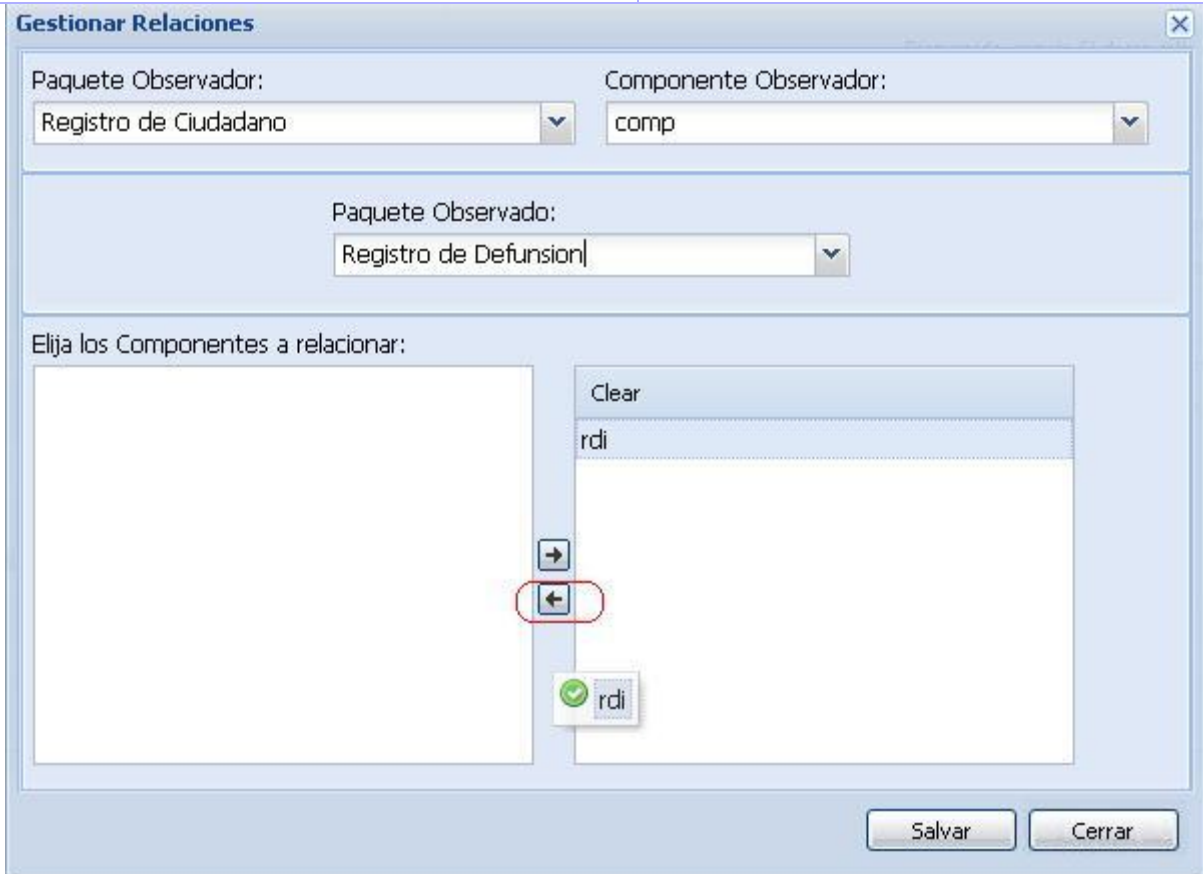 Gestionar Relaciones
Paquete Observador:
Componente Observador:
Registro de Ciudadano
comp
Paquete Observado:
Registro de Defunsion
Elija los Componentes a relacionar:
Clear
rdi
rdi
Salvar
Cerrar